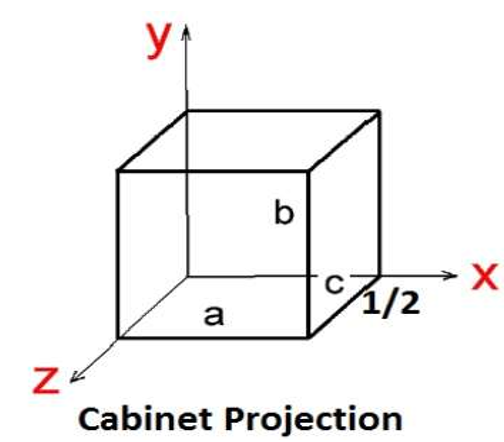 y
b
x
c
1/2
a
z
Cabinet Projection